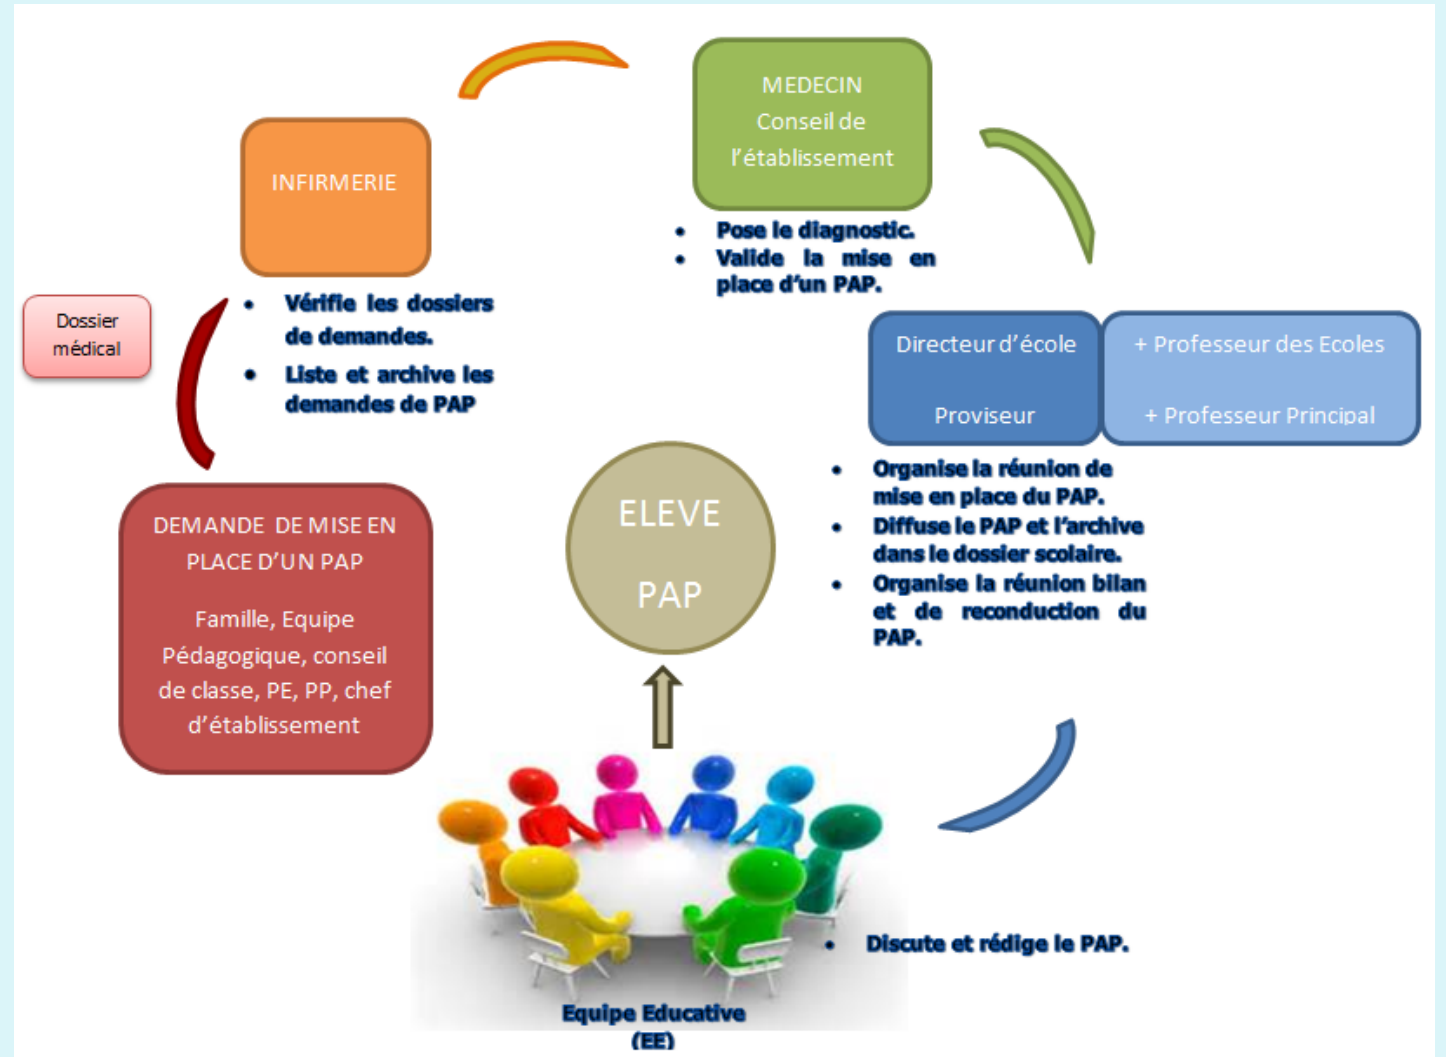 MEDECIN
Conseil de
l'établissement
INFIRMERIE
• Pose le diagnostic.
• Valide la mise en
place d'un PAP.
Dossier
médical
• Vérifie les dossiers
de demandes.
• Liste et archive les
demandes de PAP
Directeur d'école
Proviseur
+ Professeur des Ecoles
+ Professeur Principal
• Organise la réunion de
mise en place du PAP.
• Diffuse le PAP et l'archive
dans le dossier scolaire.
• Organise la réunion bilan
et de reconduction du
PAP.
DEMANDE DE MISE EN
PLACE D'UN PAP
Famille, Equipe
Pédagogique, conseil
de classe, PE, PP, chef
d'établissement
ELEVE
PAP
• Discute et rédige le PAP.
Equipe Educative
(EE)